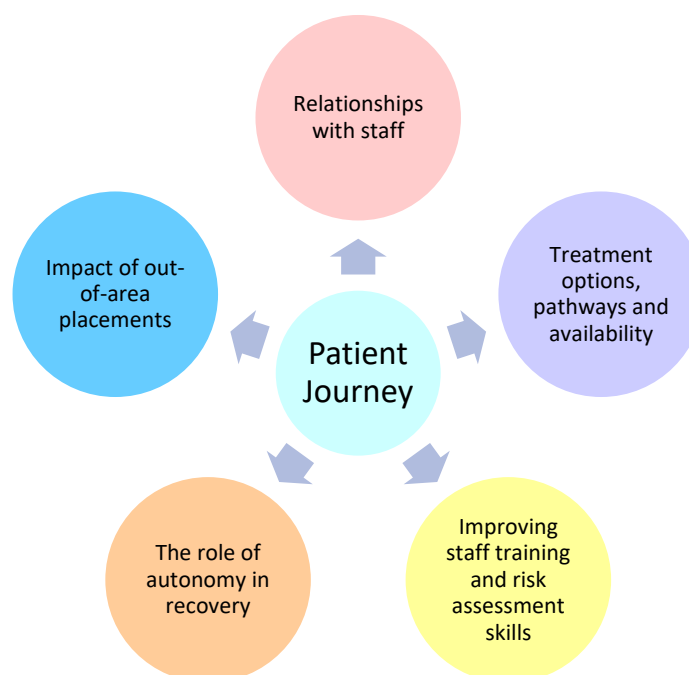 Relationships
with staff
Impact of out-
of-area
placements
Treatment
options,
pathways and
availability
Patient
Journey
The role of
autonomy in
recovery
Improving
staff training
and risk
assessment
skills